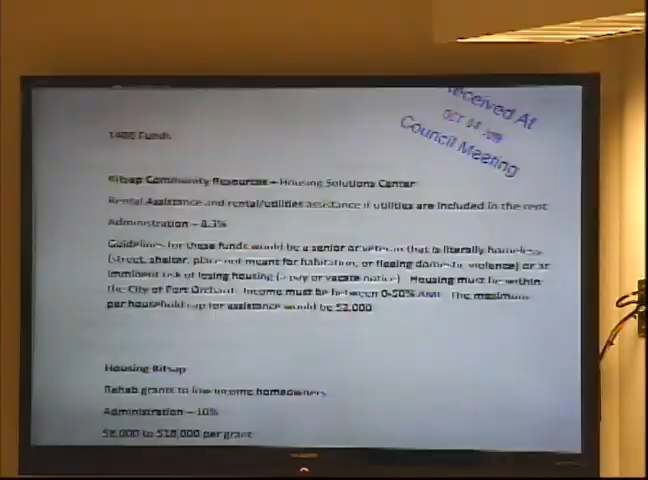 Received At
OCT 04
Council Meeting
1406 Funds
Kitsap Community Resources – Housing Solutions Center
Rental Assistance and rental/utilities assistance if utilities are included in the rent
Administration – 8.3%
Guidelines for these funds would be a senior or veteran that is literally homeless
(street, shelter, place not meant for habitation, or fleeing domestic violence) or at
imminent risk of losing housing ( or vacate notice). Housing must be within
the City of Port Orchard. Income must be between 0-50% AMI. The maximum
per household cap for assistance would be $2,000
Housing Kitsap
Rehab grants to low income homeowners
Administration – 10%
$8,000 to $18,000 per grant